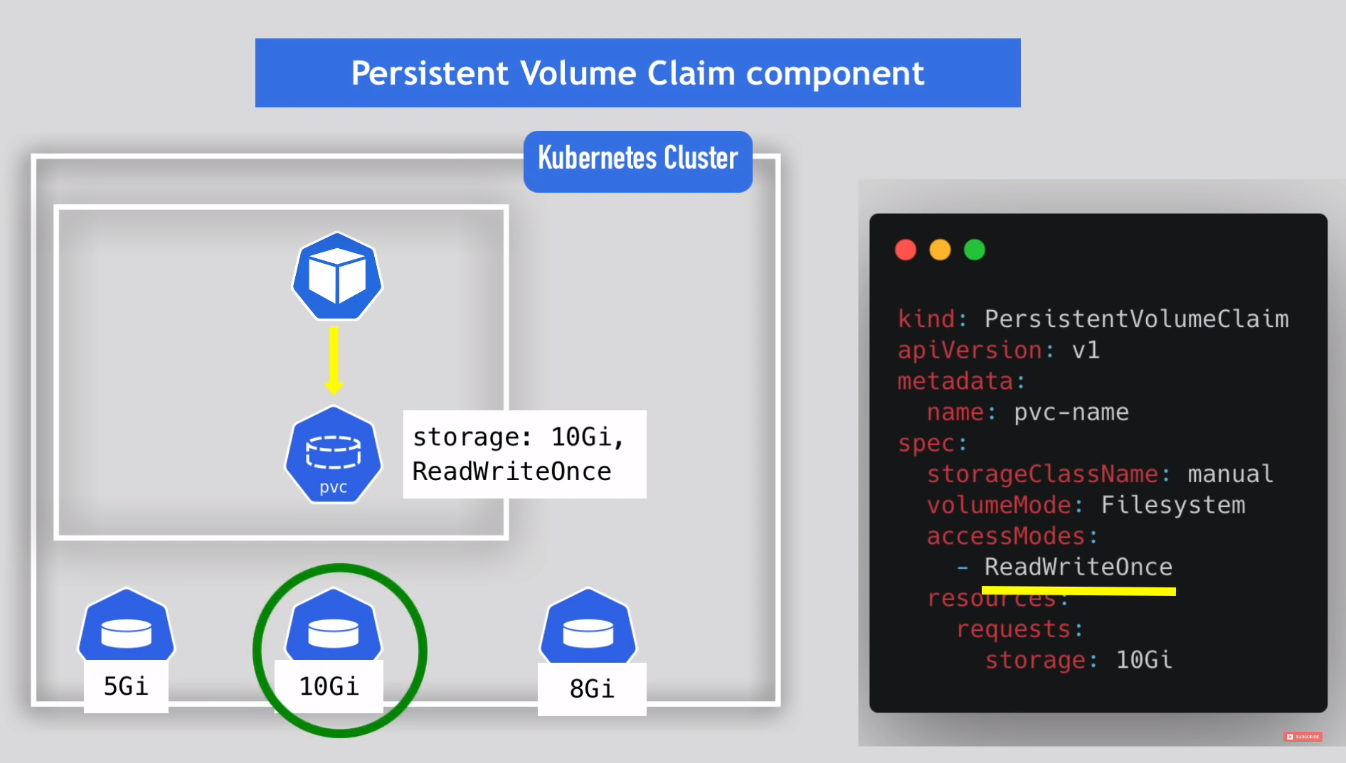 Persistent Volume Claim component
Kubernetes Cluster
pvc
storage: 10Gi,
ReadWriteOnce
5Gi
10Gi
8Gi
kind: PersistentVolumeClaim
apiVersion: v1
metadata:
  name: pvc-name
spec:
  storageClassName: manual
  volumeMode: Filesystem
  accessModes:
    - ReadWriteOnce
  resources:
    requests:
      storage: 10Gi
SUBSCRIBE